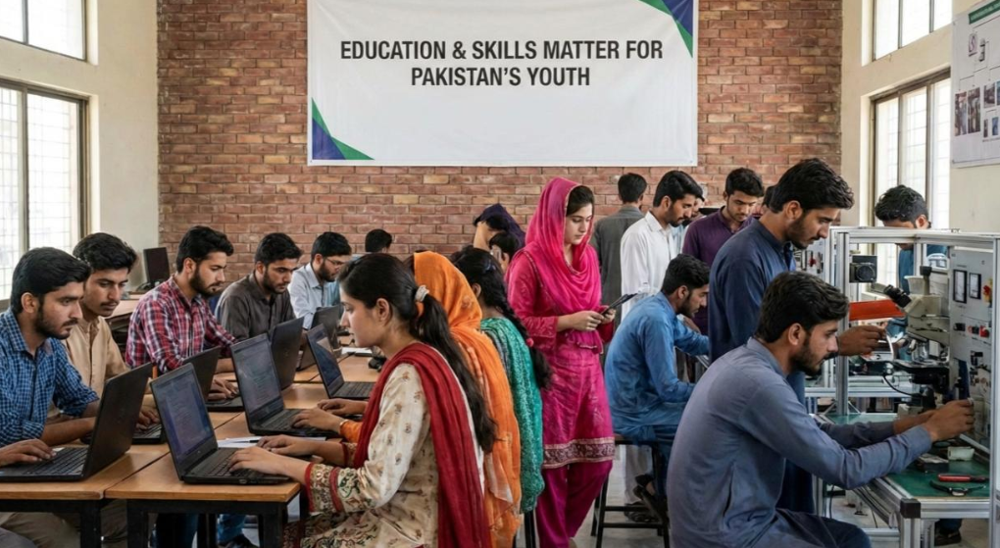 EDUCATION & SKILLS MATTER FOR
PAKISTAN'S YOUTH